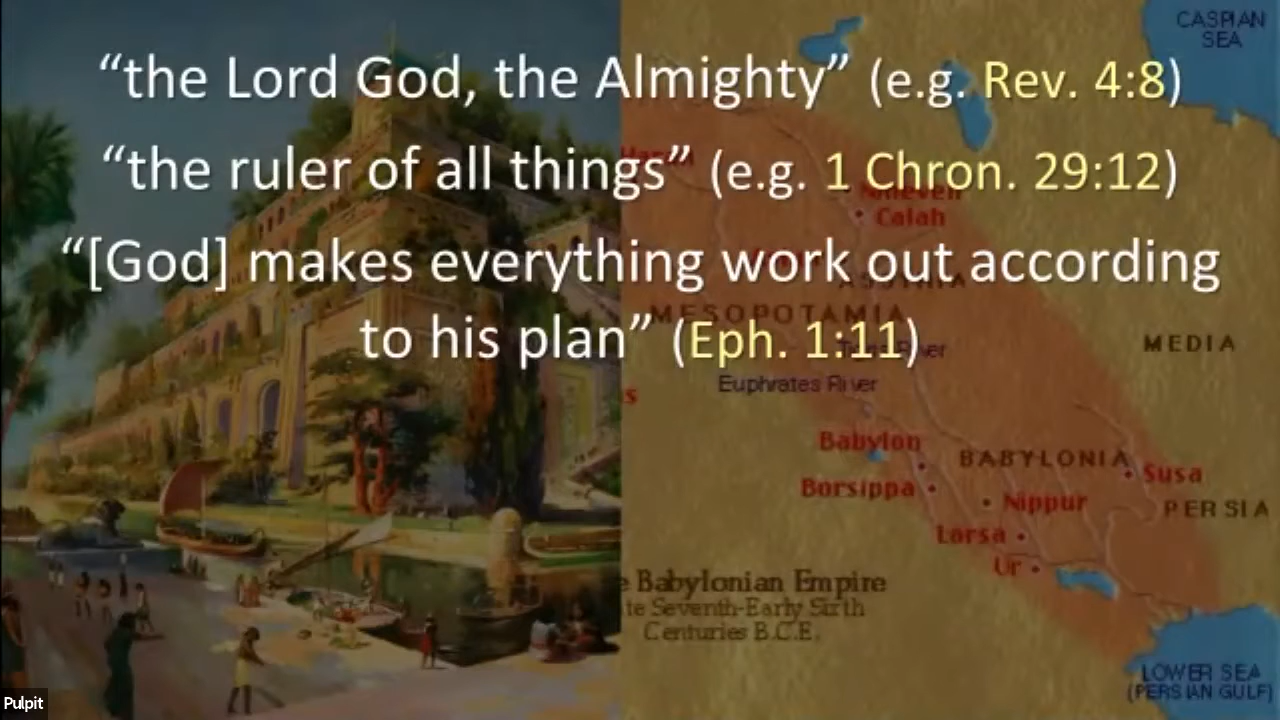 “the Lord God, the Almighty” (e.g. Rev. 4:8)
“the ruler of all things” (e.g. 1 Chron. 29:12)
“[God] makes everything work out according
to his plan” (Eph. 1:11)
CASPIAN
SEA
Calah
MESOPOTAMIA
MEDIA
River
Euphrates River
Babylon
BABYLONIA
Susa
Borsippa
Nippur
PERSIA
Larsa
Ur
Babylonian Empire
Seventh-Early Sixth
Centuries B.C.E.
LOWER SEA
(PERSIAN GULF)
Pulpit